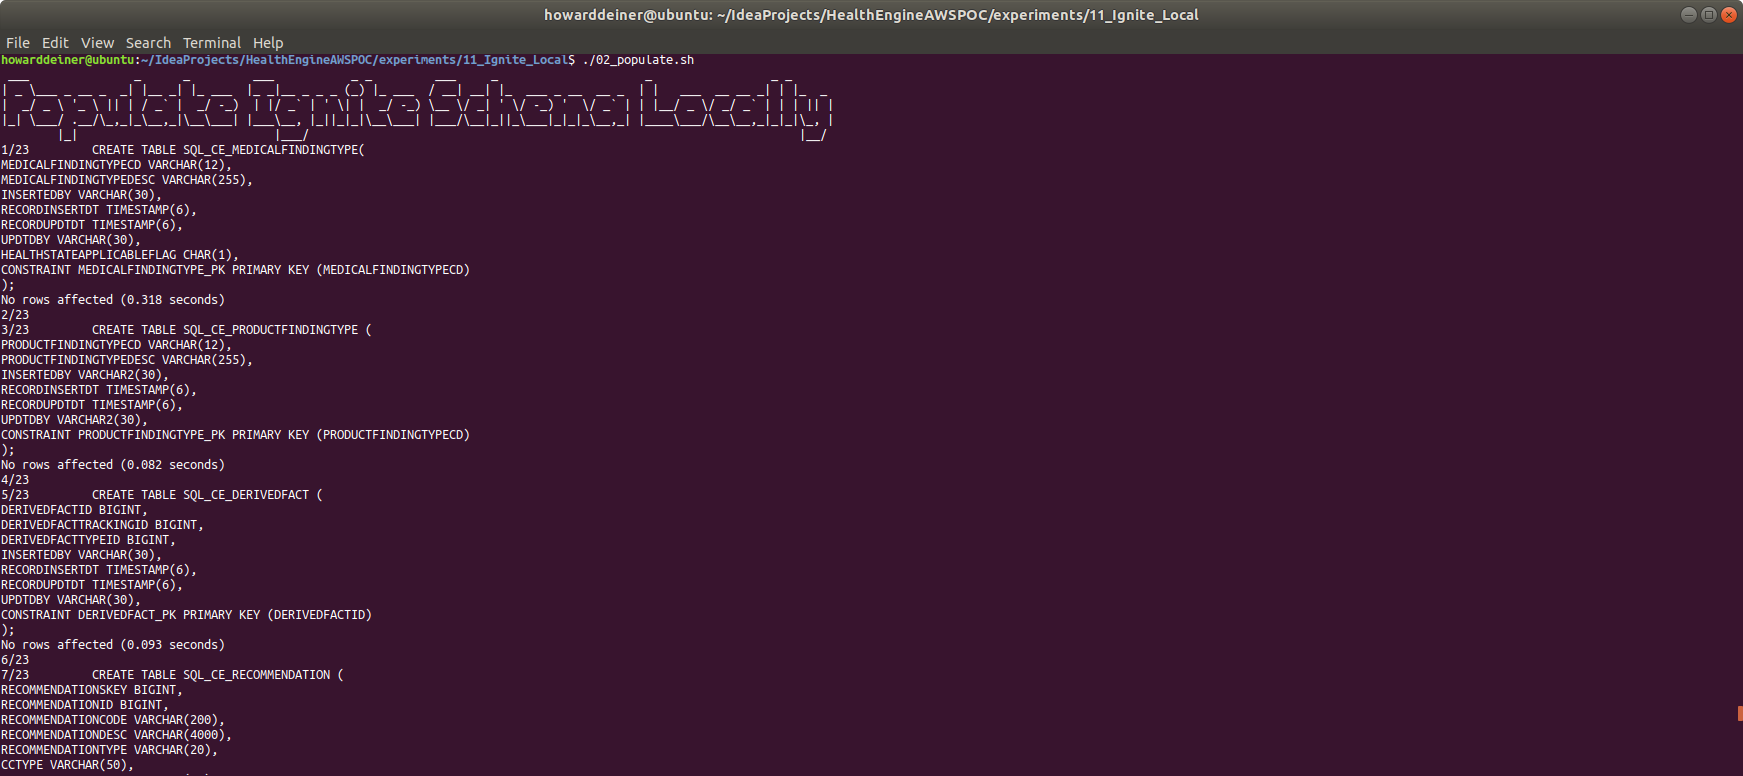 howarddeiner@ubuntu: ~/IdeaProjects/HealthEngineAWSPOC/experiments/11_Ignite_Local
File Edit View Search Terminal Help
howarddeiner@ubuntu:~/IdeaProjects/HealthEngineAWSPOC/experiments/11_Ignite_Local$ ./02_populate.sh
Populate Ignite Schema Locally
1/23         CREATE TABLE SQL_CE_MEDICALFINDINGTYPE(
MEDICALFINDINGTYPECD VARCHAR(12),
MEDICALFINDINGTYPEDESC VARCHAR(255),
INSERTEDBY VARCHAR(30),
RECORDINSERTDT TIMESTAMP(6),
RECORDUPDTDT TIMESTAMP(6),
UPDTDBY VARCHAR(30),
HEALTHSTATEAPPLICABLEFLAG CHAR(1),
CONSTRAINT MEDICALFINDINGTYPE_PK PRIMARY KEY (MEDICALFINDINGTYPECD)
);
No rows affected (0.318 seconds)
2/23
3/23         CREATE TABLE SQL_CE_PRODUCTFINDINGTYPE (
PRODUCTFINDINGTYPECD VARCHAR(12),
PRODUCTFINDINGTYPEDESC VARCHAR(255),
INSERTEDBY VARCHAR2(30),
RECORDINSERTDT TIMESTAMP(6),
RECORDUPDTDT TIMESTAMP(6),
UPDTDBY VARCHAR2(30),
CONSTRAINT PRODUCTFINDINGTYPE_PK PRIMARY KEY (PRODUCTFINDINGTYPECD)
);
No rows affected (0.082 seconds)
4/23
5/23         CREATE TABLE SQL_CE_DERIVEDFACT (
DERIVEDFACTID BIGINT,
DERIVEDFACTTRACKINGID BIGINT,
DERIVEDFACTTYPEID BIGINT,
INSERTEDBY VARCHAR(30),
RECORDINSERTDT TIMESTAMP(6),
RECORDUPDTDT TIMESTAMP(6),
UPDTDBY VARCHAR(30),
CONSTRAINT DERIVEDFACT_PK PRIMARY KEY (DERIVEDFACTID)
);
No rows affected (0.093 seconds)
6/23
7/23         CREATE TABLE SQL_CE_RECOMMENDATION (
RECOMMENDATIONSKEY BIGINT,
RECOMMENDATIONID BIGINT,
RECOMMENDATIONCODE VARCHAR(200),
RECOMMENDATIONDESC VARCHAR(4000),
RECOMMENDATIONTYPE VARCHAR(20),
CCTYPE VARCHAR(50),